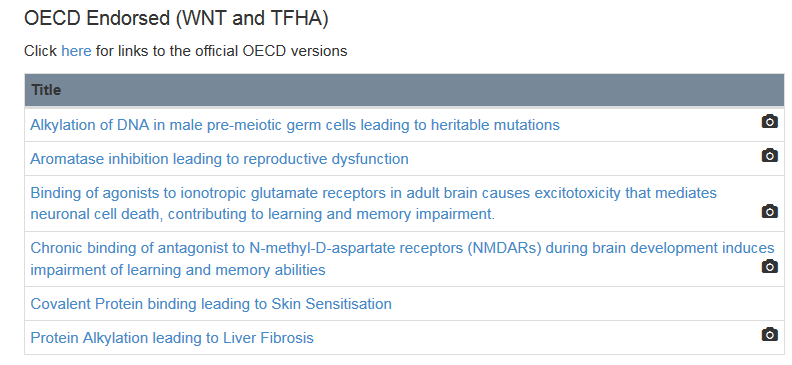 OECD Endorsed (WNT and TFHA)
Click here for links to the official OECD versions
Title
Alkylation of DNA in male pre-meiotic germ cells leading to heritable mutations
Aromatase inhibition leading to reproductive dysfunction
Binding of agonists to ionotropic glutamate receptors in adult brain causes excitotoxicity that mediates
neuronal cell death, contributing to learning and memory impairment.
Chronic binding of antagonist to N-methyl-D-aspartate receptors (NMDARs) during brain development induces
impairment of learning and memory abilities
Covalent Protein binding leading to Skin Sensitisation
Protein Alkylation leading to Liver Fibrosis